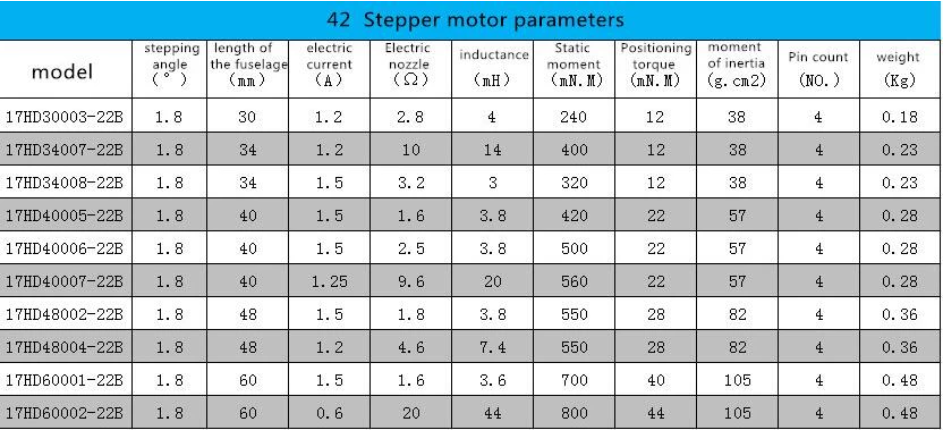 42 Stepper motor parameters
model stepping angle (°) length of the fuselage (mm) electric current (A) Electric nozzle (Ω) inductance (mH) Static moment (mN.M) Positioning torque (mN.M) moment of inertia (g.cm2) Pin count (NO.) weight (Kg)
17HD30003-22B 1.8 30 1.2 2.8 4 240 12 38 4 0.18
17HD34007-22B 1.8 34 1.2 10 14 400 12 38 4 0.23
17HD34008-22B 1.8 34 1.5 3.2 3 320 12 38 4 0.23
17HD40005-22B 1.8 40 1.5 1.6 3.8 420 22 57 4 0.28
17HD40006-22B 1.8 40 1.5 2.5 3.8 500 22 57 4 0.28
17HD40007-22B 1.8 40 1.25 9.6 20 560 22 57 4 0.28
17HD48002-22B 1.8 48 1.5 1.8 3.8 550 28 82 4 0.36
17HD48004-22B 1.8 48 1.2 4.6 7.4 550 28 82 4 0.36
17HD60001-22B 1.8 60 1.5 1.6 3.6 700 40 105 4 0.48
17HD60002-22B 1.8 60 0.6 20 44 800 44 105 4 0.48